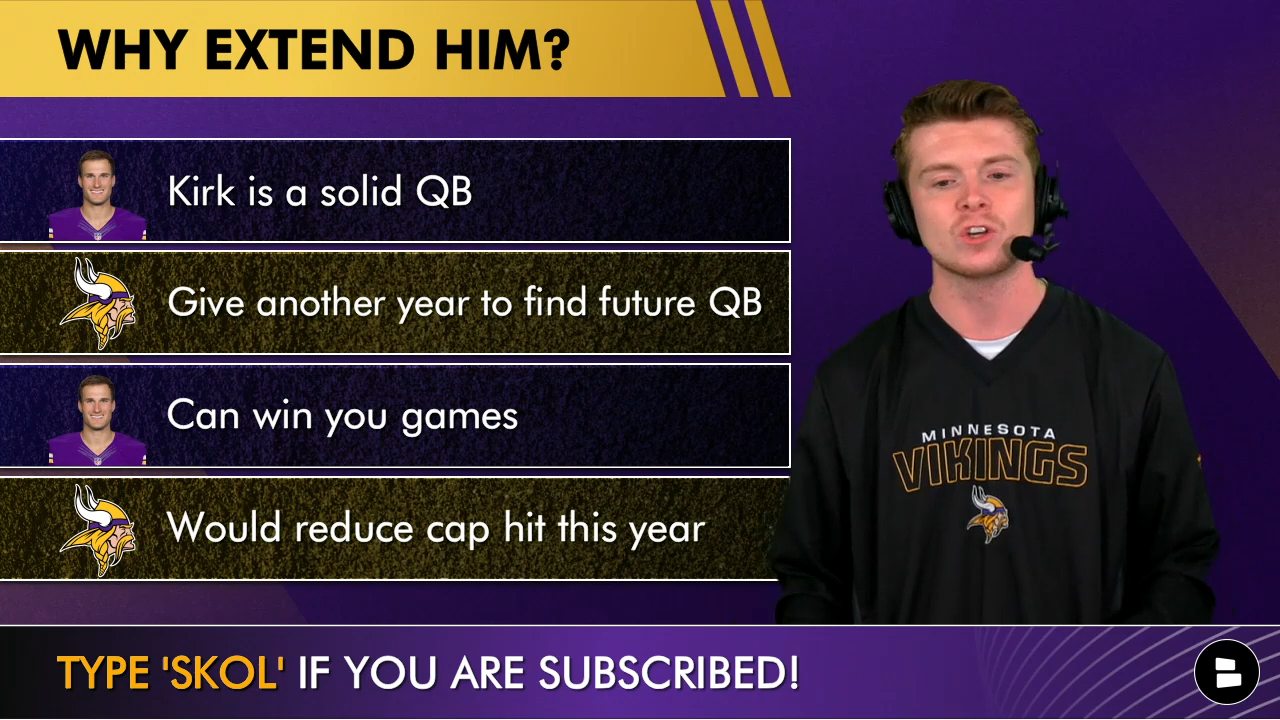 WHY EXTEND HIM?
Kirk is a solid QB
Give another year to find future QB
Can win you games
Would reduce cap hit this year
MINNESOTA
VIKINGS
TYPE 'SKOL' IF YOU ARE SUBSCRIBED!